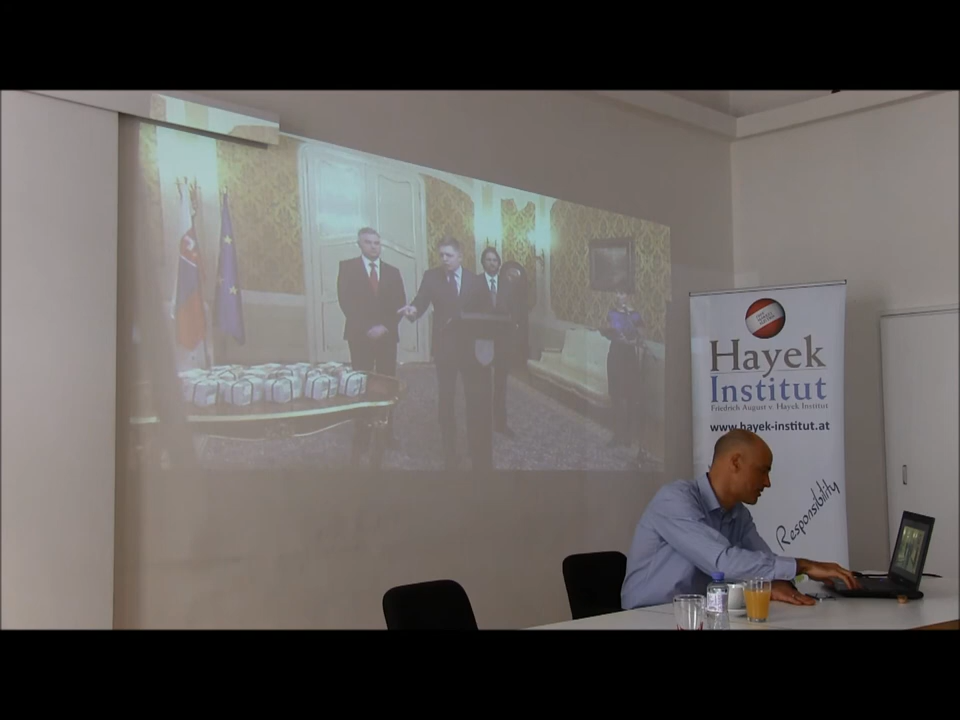 Hayek
Institut
Friedrich August v. Hayek Institut
www.hayek-institut.at
Responsibility